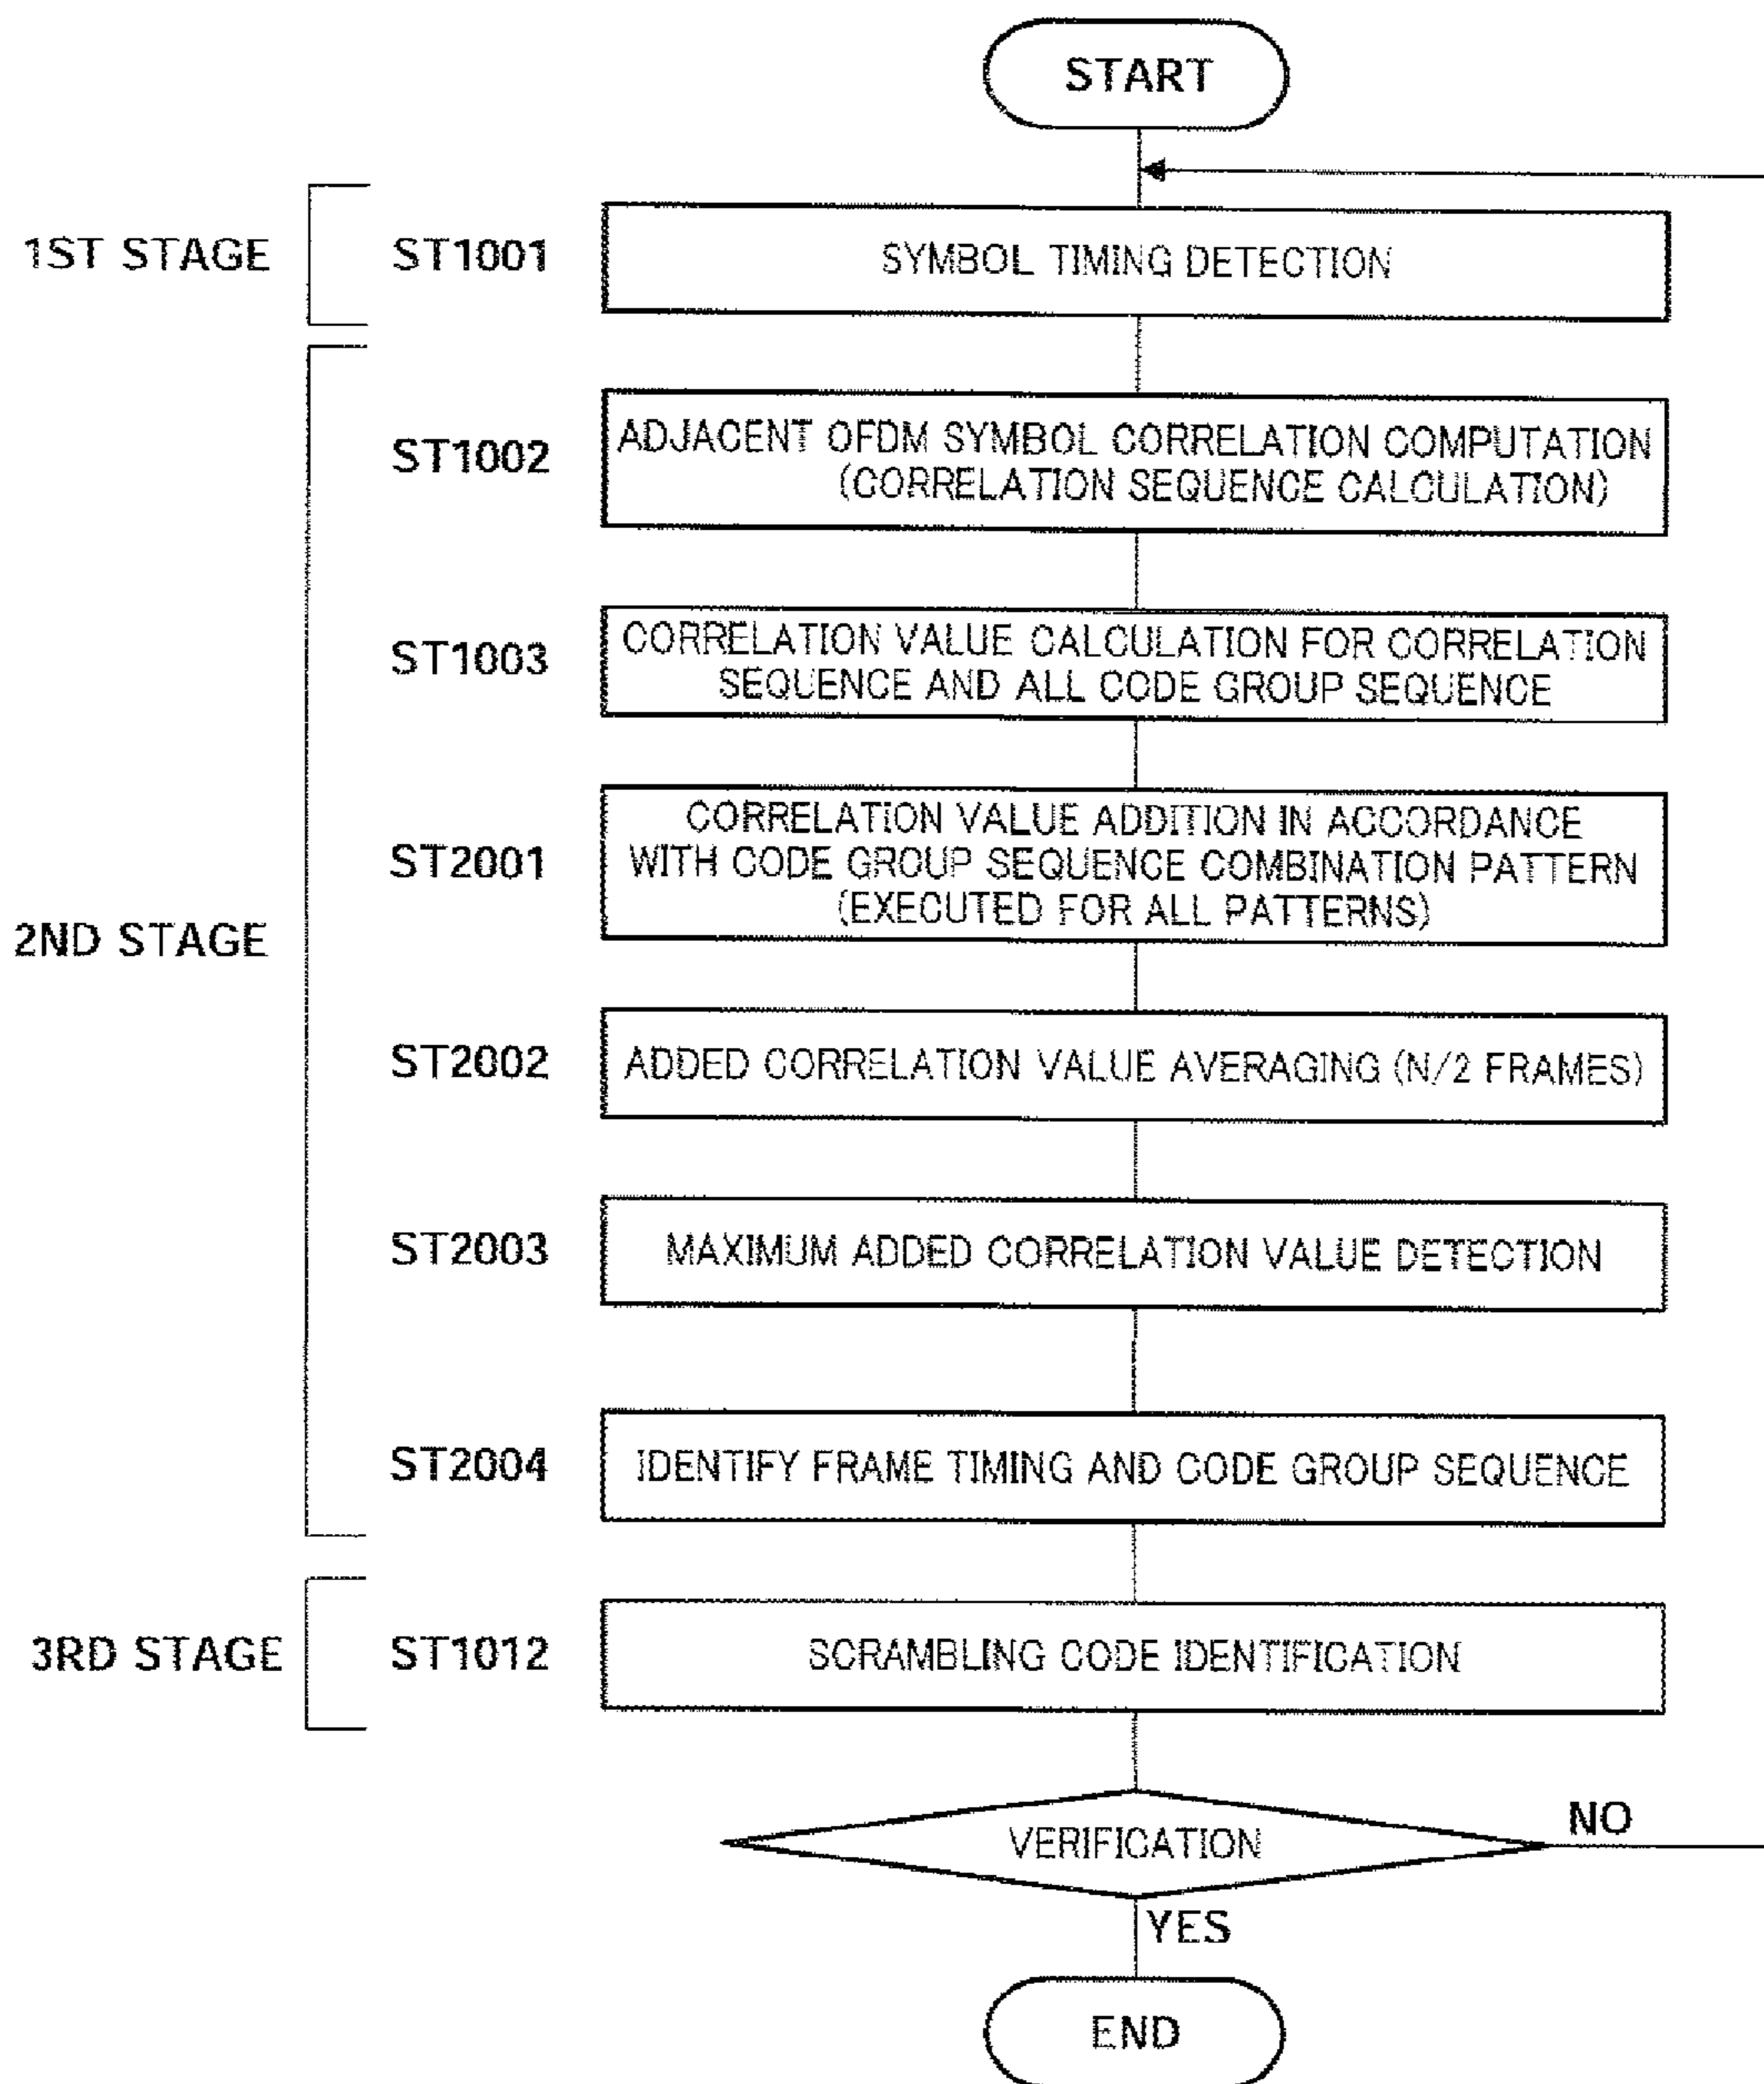 START
1ST STAGE
ST1001
SYMBOL TIMING DETECTION
2ND STAGE
ST1002
ADJACENT OFDM SYMBOL CORRELATION COMPUTATION
(CORRELATION SEQUENCE CALCULATION)
ST1003
CORRELATION VALUE CALCULATION FOR CORRELATION
SEQUENCE AND ALL CODE GROUP SEQUENCE
ST2001
CORRELATION VALUE ADDITION IN ACCORDANCE
WITH CODE GROUP SEQUENCE COMBINATION PATTERN
(EXECUTED FOR ALL PATTERNS)
ST2002
ADDED CORRELATION VALUE AVERAGING (N/2 FRAMES)
ST2003
MAXIMUM ADDED CORRELATION VALUE DETECTION
ST2004
IDENTIFY FRAME TIMING AND CODE GROUP SEQUENCE
3RD STAGE
ST1012
SCRAMBLING CODE IDENTIFICATION
VERIFICATION
NO
YES
END